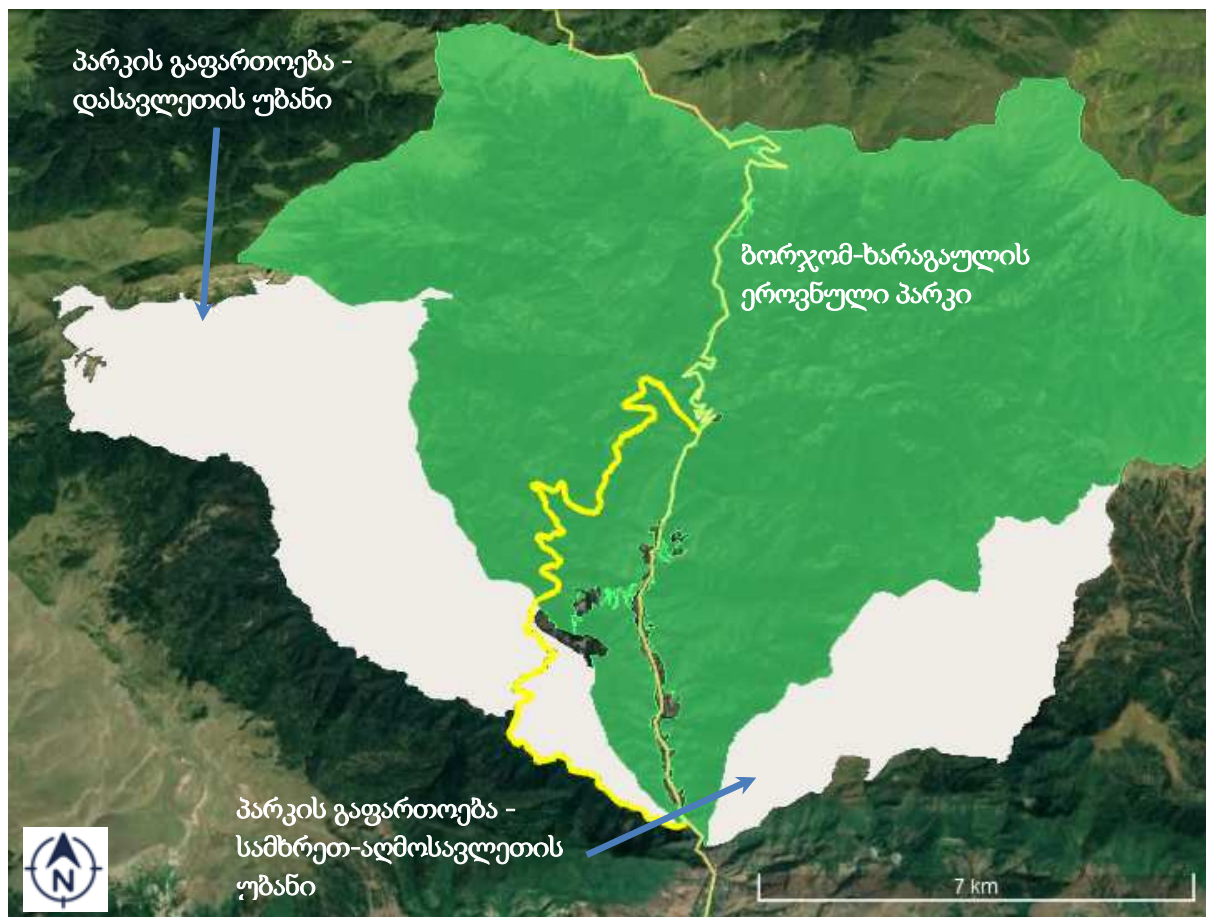 პარკის გაფართოება -
დასავლეთის უბანი
ბორჯომ-ხარაგაულის
ეროვნული პარკი
პარკის გაფართოება -
სამხრეთ-აღმოსავლეთის
უბანი
N
7 km